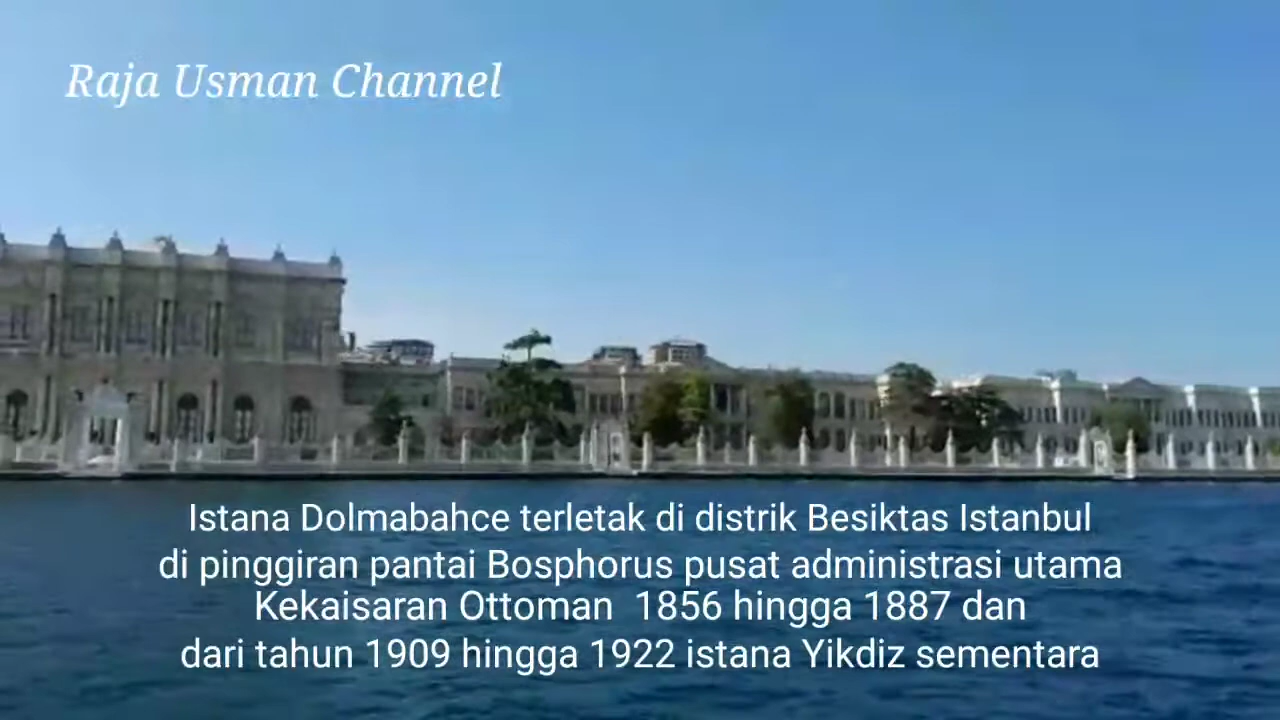 Raja Usman Channel
Istana Dolmabahce terletak di distrik Besiktas Istanbul
di pinggiran pantai Bosphorus pusat administrasi utama
Kekaisaran Ottoman 1856 hingga 1887 dan
dari tahun 1909 hingga 1922 istana Yikdiz sementara